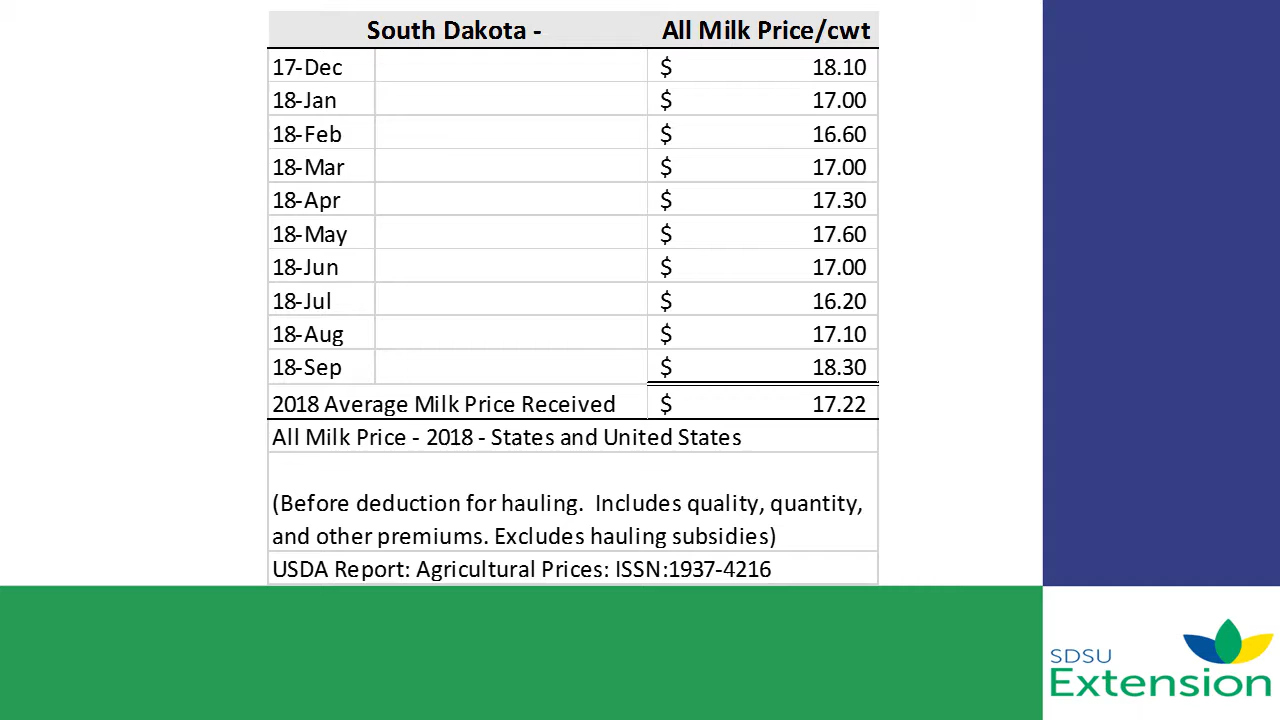 South Dakota - All Milk Price/cwt
17-Dec $ 18.10
18-Jan $ 17.00
18-Feb $ 16.60
18-Mar $ 17.00
18-Apr $ 17.30
18-May $ 17.60
18-Jun $ 17.00
18-Jul $ 16.20
18-Aug $ 17.10
18-Sep $ 18.30
2018 Average Milk Price Received $ 17.22
All Milk Price - 2018 - States and United States
(Before deduction for hauling. Includes quality, quantity,
and other premiums. Excludes hauling subsidies)
USDA Report: Agricultural Prices: ISSN:1937-4216
SDSU
Extension